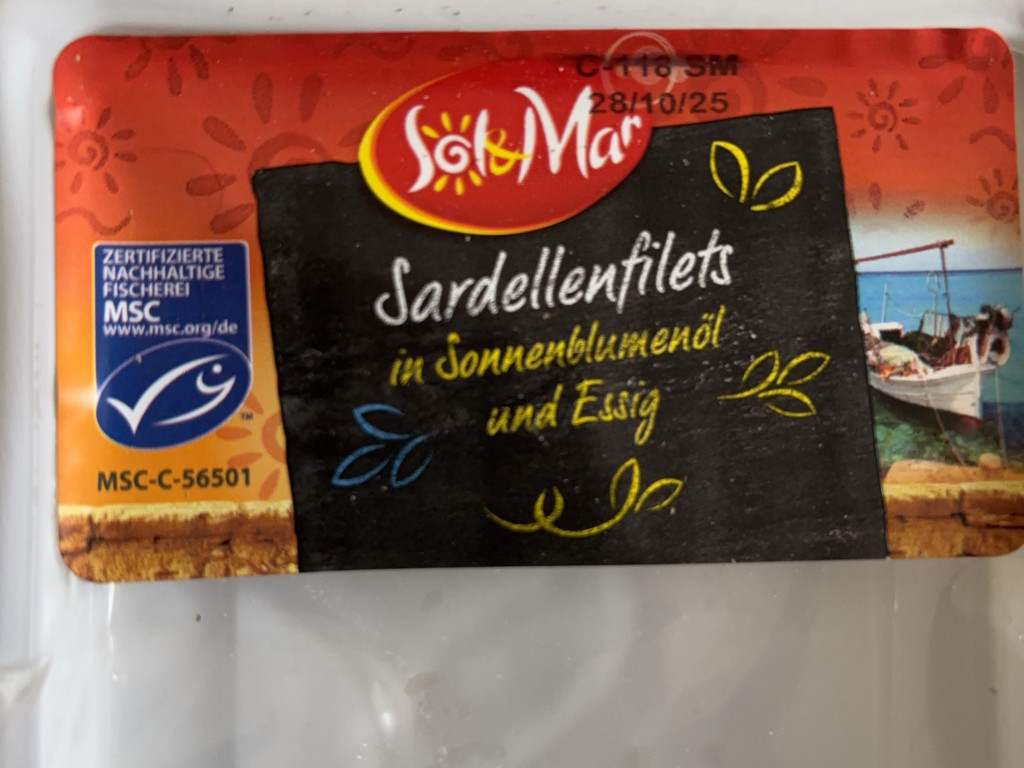 C-118 SM
28/10/25
Sol&Mar
Sardellenfilets
in Sonnenblumenöl
und Essig
ZERTIFIZIERTE
NACHHALTIGE
FISCHEREI
MSC
www.msc.org/de
TM
MSC-C-56501